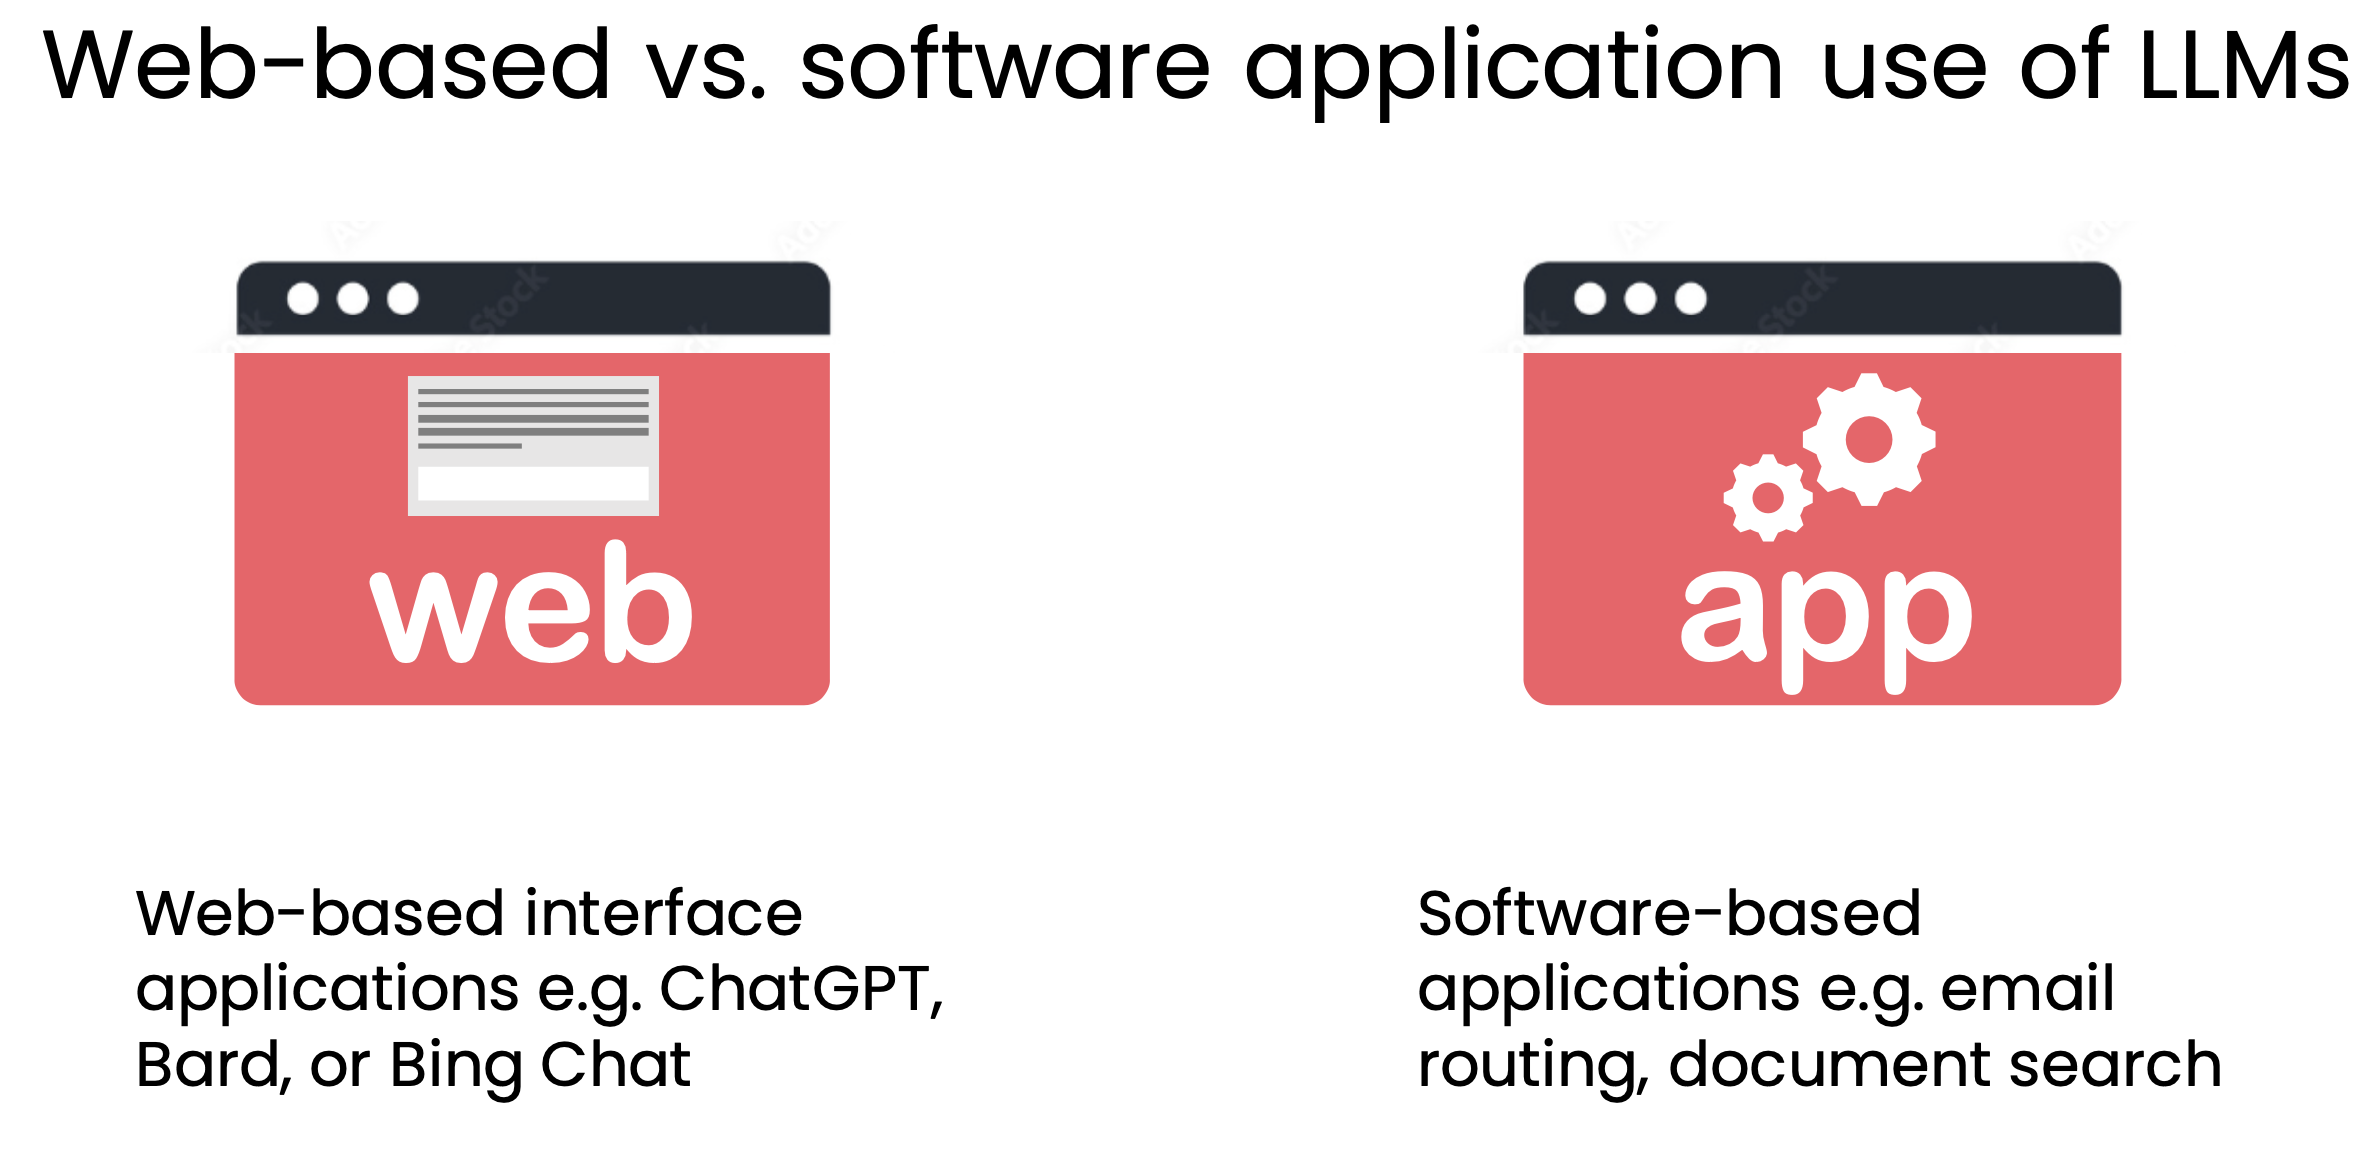 Web-based vs. software application use of LLMs
web
app
Web-based interface
applications e.g. ChatGPT,
Bard, or Bing Chat
Software-based
applications e.g. email
routing, document search